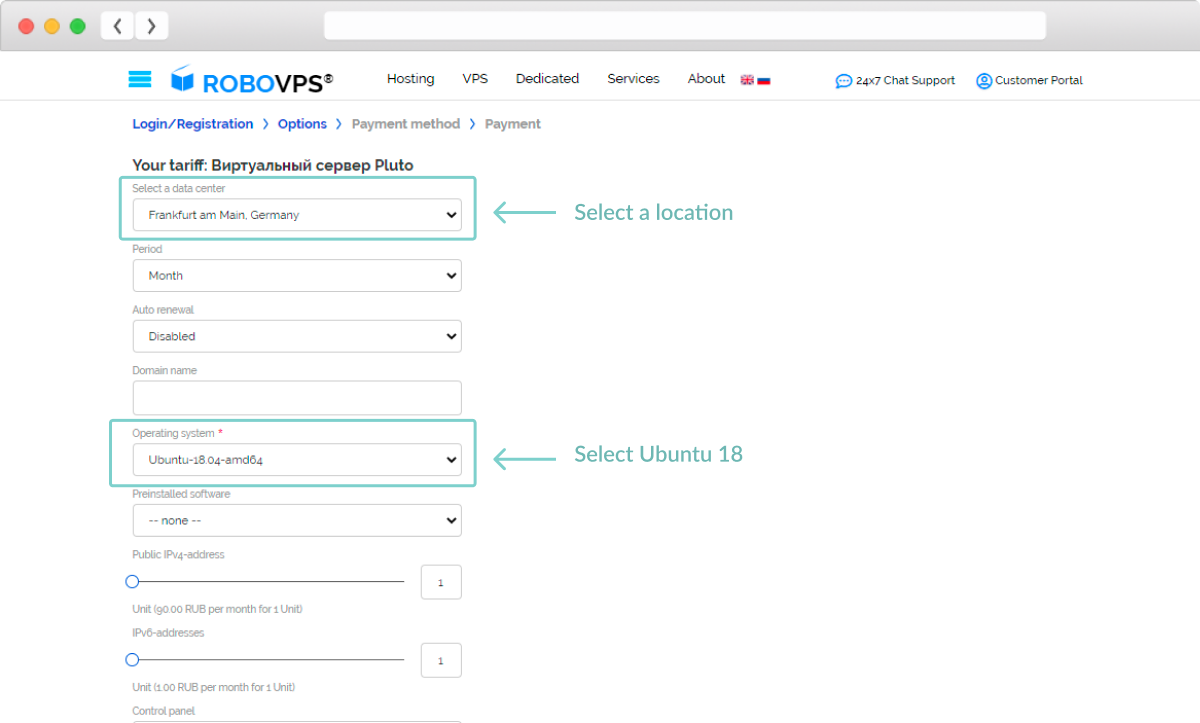 ROBOVPS®
Hosting VPS Dedicated Services About 24x7 Chat Support Customer Portal
Login/Registration > Options > Payment method > Payment
Your tariff: Виртуальный сервер Pluto
Select a data center
Frankfurt am Main, Germany
Select a location
Period
Month
Auto renewal
Disabled
Domain name
Operating system *
Ubuntu-18.04-amd64
Select Ubuntu 18
Preinstalled software
-- none --
Public IPv4-address
1
Unit (90.00 RUB per month for 1 Unit)
IPv6-addresses
1
Unit (1.00 RUB per month for 1 Unit)
Control panel